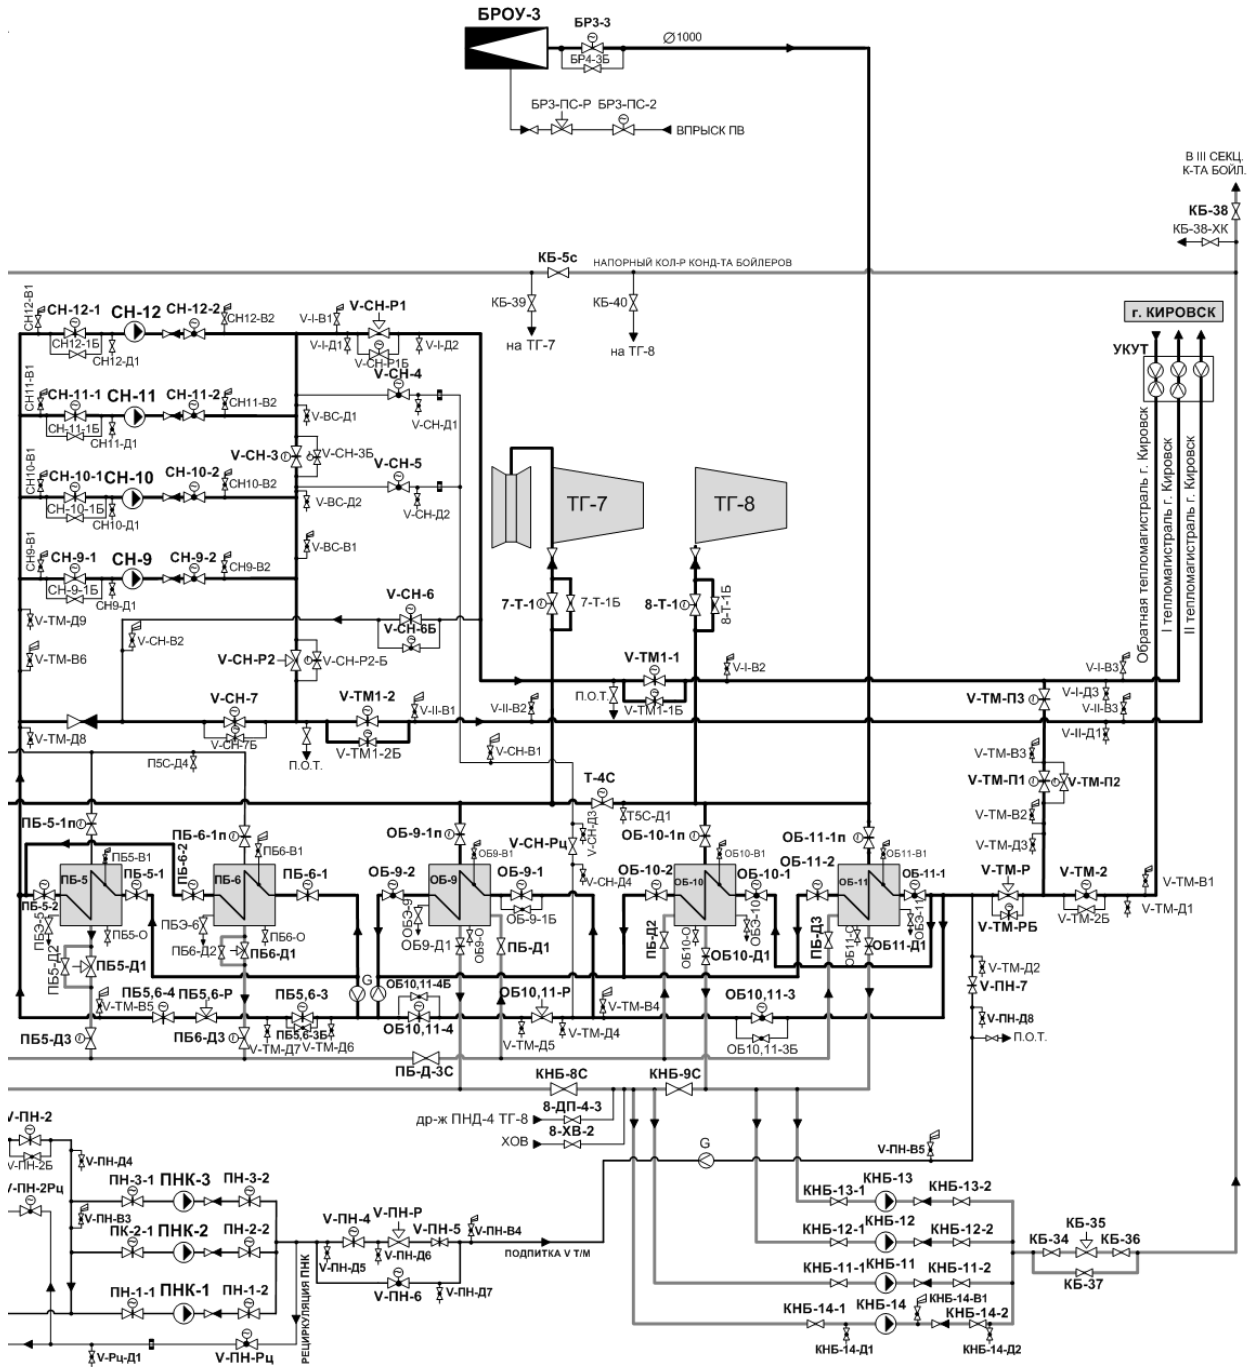 БРОУ-3
БРЗ-3
Ø1000
БР4-3Б
БРЗ-ПС-Р
БРЗ-ПС-2
ВПРЫСК ПВ
В III СЕКЦ.
К-ТА БОЙЛ.
КБ-38
КБ-38-ХК
КБ-5с
НАПОРНЫЙ КОЛ-Р КОНД-ТА БОЙЛЕРОВ
КБ-39
КБ-40
на ТГ-7
на ТГ-8
г. КИРОВСК
УКУТ
Обратная тепломагистраль г. Кировск
I тепломагистраль г. Кировск
II тепломагистраль г. Кировск
СН12-В1
СН-12-1
СН-12
СН-12-2
СН12-В2
СН12-1Б
СН12-Д1
V-I-В1
V-СН-Р1
V-I-Д1
V-I-Д2
V-СН-Р1Б
СН11-В1
СН-11-1
СН-11
СН-11-2
СН11-В2
СН-11-1Б
СН11-Д1
V-СН-4
V-ВС-Д1
V-СН-Д1
V-СН-3
V-СН-3Б
V-СН-5
СН10-В1
СН-10-1
СН-10
СН-10-2
СН10-В2
СН-10-1Б
СН10-Д1
V-ВС-Д2
V-СН-Д2
V-ВС-В1
СН9-В1
СН-9-1
СН-9
СН-9-2
СН9-В2
СН-9-1Б
СН9-Д1
ТГ-7
ТГ-8
7-Т-1
7-Т-1Б
8-Т-1
8-Т-1Б
V-ТМ-Д9
V-СН-6
V-СН-6Б
V-СН-В2
V-ТМ-В6
V-СН-Р2
V-СН-Р2-Б
V-ТМ1-1
V-I-В2
V-I-В3
П.О.Т.
V-ТМ1-1Б
V-ТМ-П3
V-I-Д3
V-II-В3
V-II-Д1
V-СН-7
V-ТМ1-2
V-II-В1
V-II-В2
V-ТМ-Д8
V-СН-7Б
V-ТМ1-2Б
V-СН-В1
П.О.Т.
П5С-Д4
V-ТМ-В3
V-ТМ-П1
V-ТМ-П2
V-ТМ-В2
V-ТМ-Д3
Т-4С
Т5С-Д1
ПБ-5-1п
ПБ-6-2
ПБ-6-1п
ОБ-9-1п
V-СН-Д3
V-СН-Рц
V-СН-Д4
ОБ-10-1п
ОБ-11-1п
ПБ5-В1
ПБ6-В1
ОБ9-В1
ОБ10-В1
ОБ11-В1
ПБ-5
ПБ-5-1
ПБ-5-2
ПБ-6
ПБ-6-1
ОБ-9-2
ОБ-9
ОБ-9-1
ОБ-9-1Б
ОБ-10-2
ОБ-10
ОБ-10-1
ОБ-11-2
ОБ-11
ОБ-11-1
V-ТМ-Р
V-ТМ-2
V-ТМ-В1
V-ТМ-2Б
V-ТМ-Д1
V-ТМ-РБ
ПБЭ-5
ПБ5-О
ПБЭ-6
ПБ6-О
ПБ5-Д2
ПБ5-Д1
ПБ6-Д2
ПБ6-Д1
ОБЭ-9
ОБ9-Д1
ОБ9-О
ПБ-Д1
ПБ-Д2
ОБ10-О
ОБ10-Д1
ОБЭ-10
ПБ-Д3
ОБ11-О
ОБ11-Д1
ОБЭ-11
V-ТМ-Д2
V-ПН-7
V-ПН-Д8
П.О.Т.
V-ТМ-В5
ПБ5,6-4
ПБ5,6-Р
ПБ5,6-3
ПБ5,6-3Б
G
ОБ10,11-4Б
ОБ10,11-4
ОБ10,11-Р
V-ТМ-В4
ОБ10,11-3
ОБ10,11-3Б
ПБ5-Д3
ПБ6-Д3
V-ТМ-Д7
V-ТМ-Д6
V-ТМ-Д5
V-ТМ-Д4
ПБ-Д-3С
КНБ-8С
КНБ-9С
др-ж ПНД-4 ТГ-8
8-ДП-4-3
ХОВ
8-ХВ-2
G
V-ПН-В5
V-ПН-2
V-ПН-2Б
V-ПН-Д4
V-ПН-2Рц
V-ПН-В3
ПН-3-1
ПНК-3
ПН-3-2
ПК-2-1
ПНК-2
ПН-2-2
ПН-1-1
ПНК-1
ПН-1-2
V-Рц-Д1
V-ПН-Рц
РЕЦИРКУЛЯЦИЯ ПНК
V-ПН-4
V-ПН-Р
V-ПН-5
V-ПН-В4
V-ПН-Д5
V-ПН-Д6
V-ПН-6
V-ПН-Д7
ПОДПИТКА V Т/М
КНБ-13-1
КНБ-13
КНБ-13-2
КНБ-12-1
КНБ-12
КНБ-12-2
КНБ-11-1
КНБ-11
КНБ-11-2
КНБ-14-1
КНБ-14
КНБ-14-В1
КНБ-14-2
КНБ-14-Д1
КНБ-14-Д2
КБ-34
КБ-35
КБ-36
КБ-37